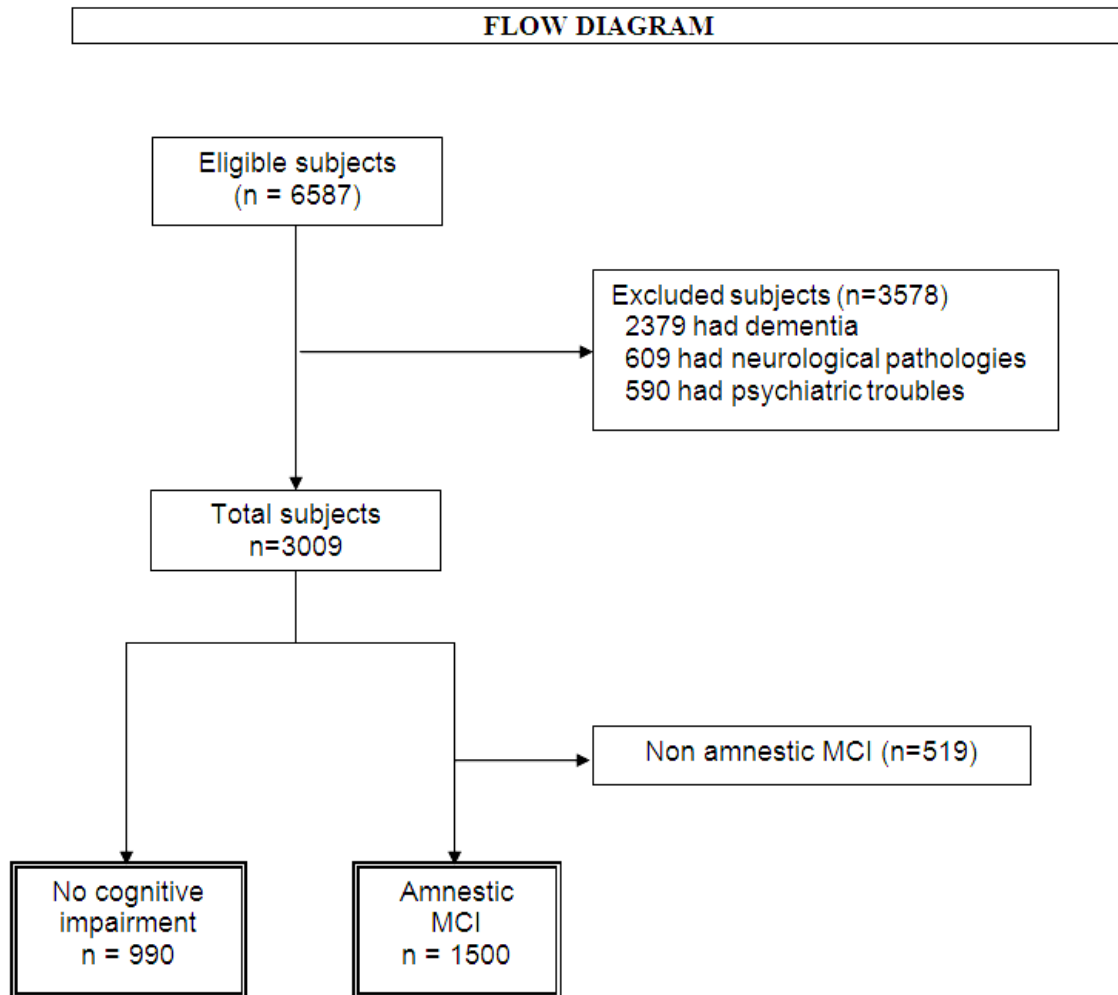 FLOW DIAGRAM
Eligible subjects
(n = 6587)
Excluded subjects (n=3578)
2379 had dementia
609 had neurological pathologies
590 had psychiatric troubles
Total subjects
n=3009
Non amnestic MCI (n=519)
No cognitive
impairment
n = 990
Amnestic
MCI
n = 1500